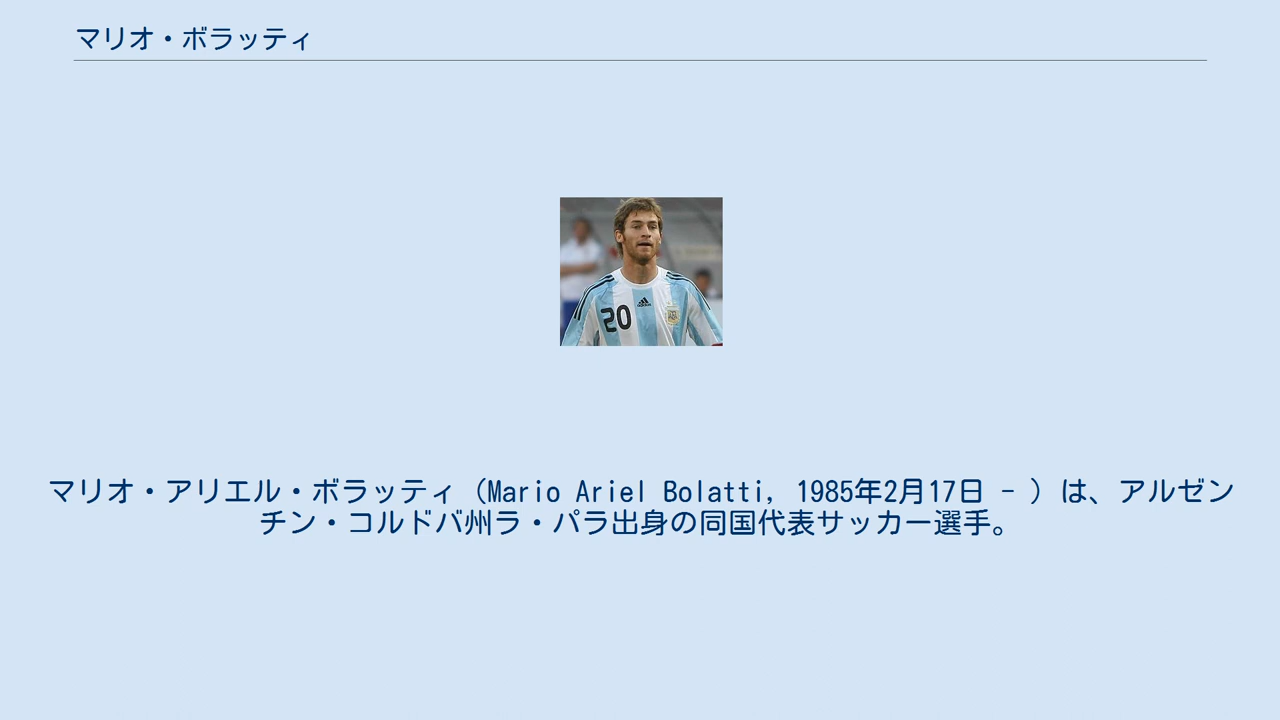 マリオ・ボラッティ
20
マリオ・アリエル・ボラッティ（Mario Ariel Bolatti, 1985年2月17日 - ）は、アルゼン
チン・コルドバ州ラ・パラ出身の同国代表サッカー選手。